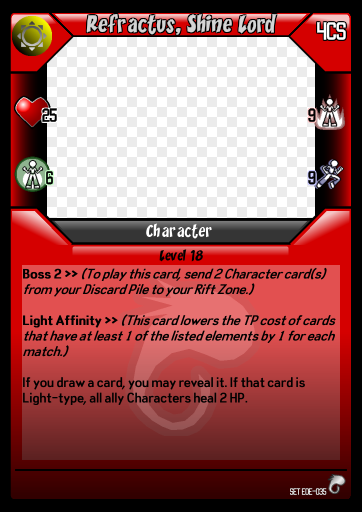 Refractus, Shine Lord
4CS
25
9
6
9
Character
Level 18
Boss 2 >> (To play this card, send 2 Character card(s)
from your Discard Pile to your Rift Zone.)
Light Affinity >> (This card lowers the TP cost of cards
that have at least 1 of the listed elements by 1 for each
match.)
If you draw a card, you may reveal it. If that card is
Light-type, all ally Characters heal 2 HP.
SET EOE-035